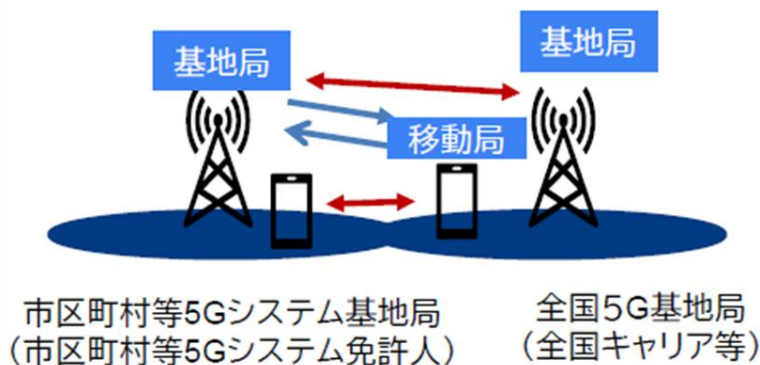 基地局
基地局
移動局
市区町村等5Gシステム基地局
（市区町村等5Gシステム免許人）
全国５G基地局
（全国キャリア等）